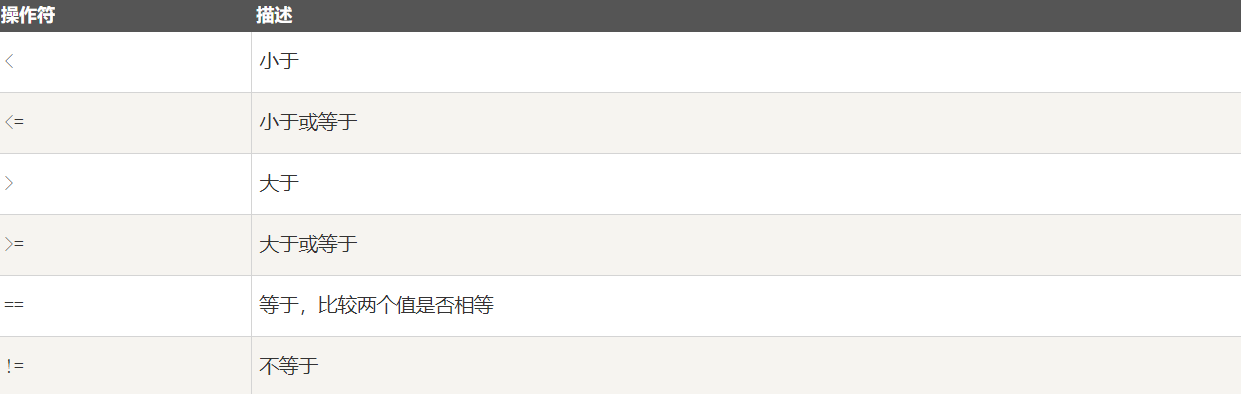 操作符 描述
< 小于
<= 小于或等于
> 大于
>= 大于或等于
== 等于，比较两个值是否相等
!= 不等于